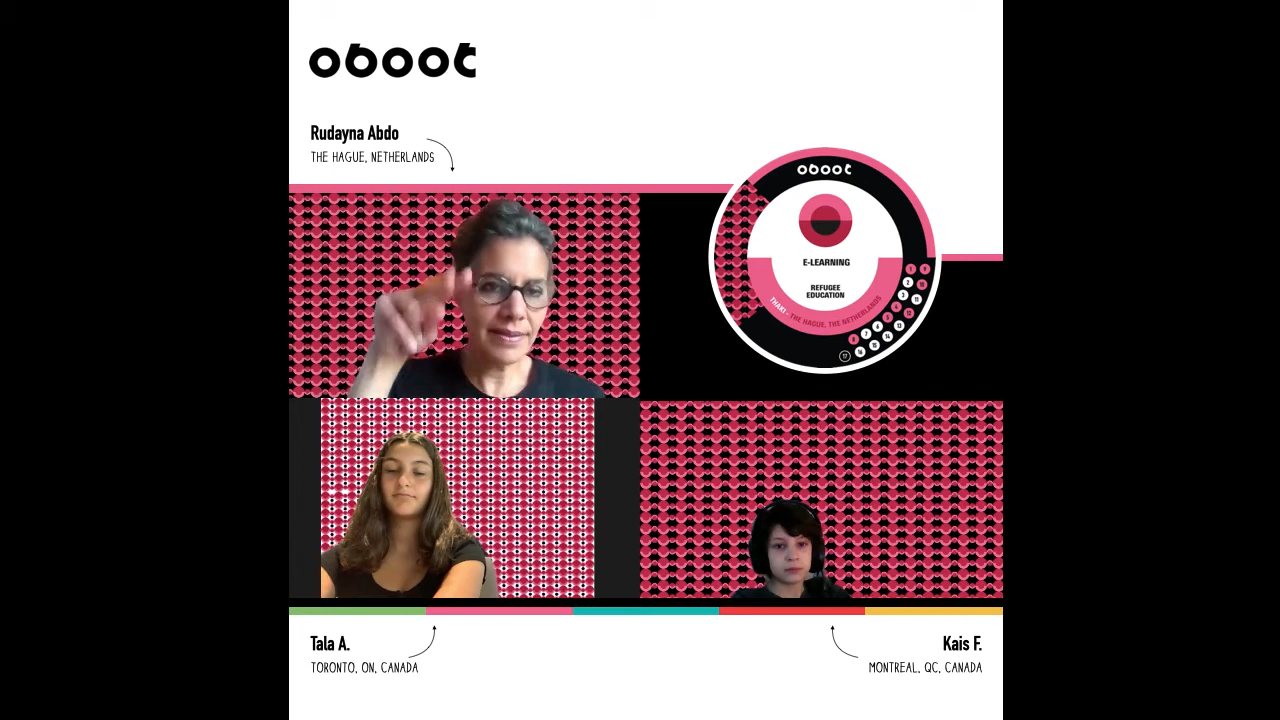 oboot
Rudayna Abdo
THE HAGUE, NETHERLANDS
oboot
E-LEARNING
REFUGEE
EDUCATION
THAKI - THE HAGUE, THE NETHERLANDS
Tala A.
TORONTO, ON, CANADA
Kais F.
MONTREAL, QC, CANADA